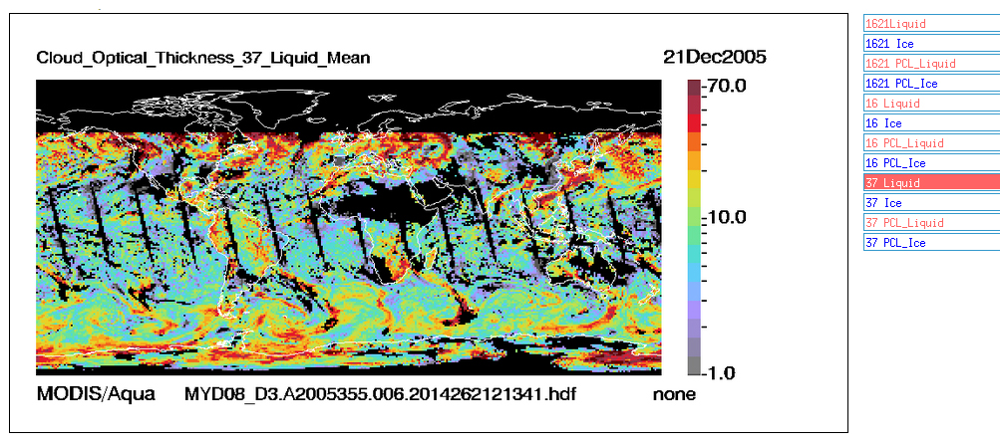 Cloud_Optical_Thickness_37_Liquid_Mean 21Dec2005
70.0
10.0
1.0
MODIS/Aqua MYD08_D3.A2005355.006.2014262121341.hdf none
1621Liquid
1621 Ice
1621 PCL_Liquid
1621 PCL_Ice
16 Liquid
16 Ice
16 PCL_Liquid
16 PCL_Ice
37 Liquid
37 Ice
37 PCL_Liquid
37 PCL_Ice